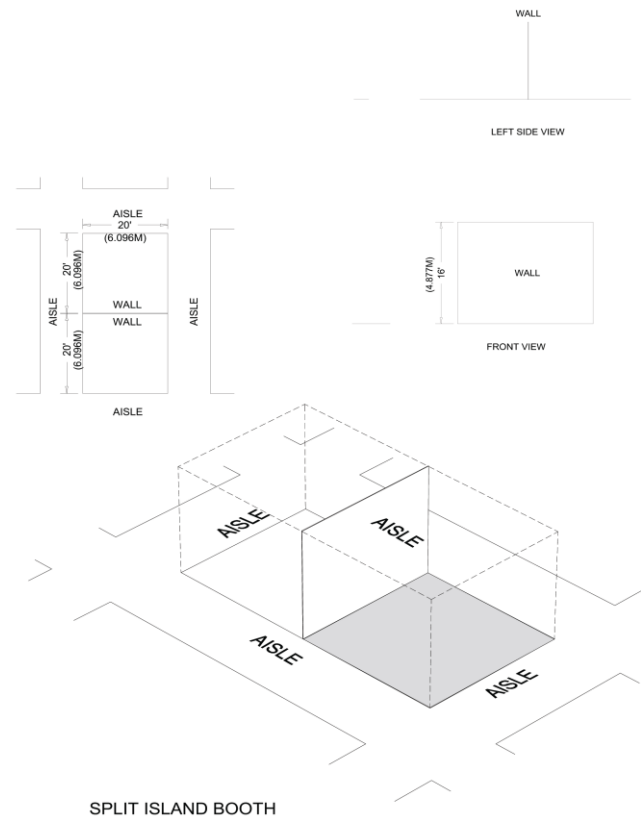 WALL
LEFT SIDE VIEW
AISLE
20'
(6.096M)
20'
(6.096M)
WALL
WALL
20'
(6.096M)
AISLE
AISLE
AISLE
(4.877M)
16'
WALL
FRONT VIEW
AISLE
AISLE
AISLE
AISLE
SPLIT ISLAND BOOTH